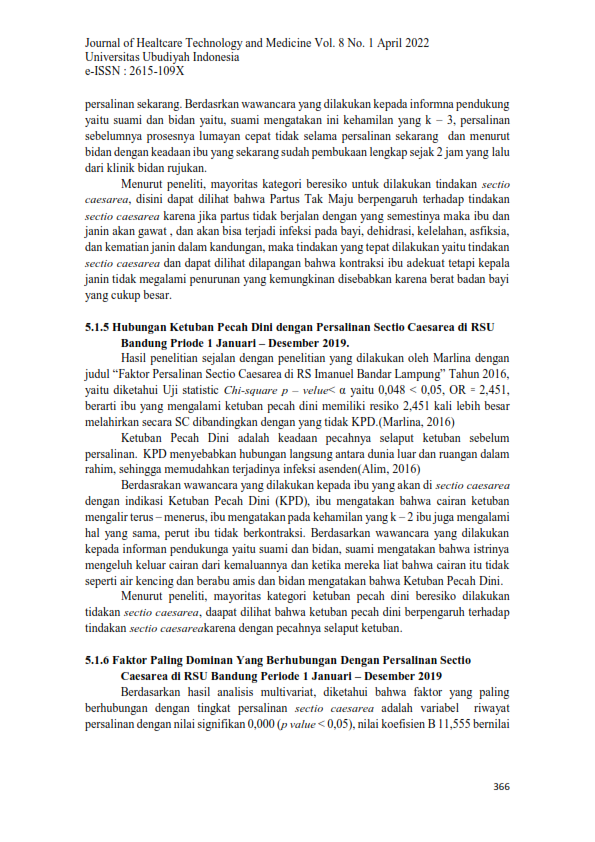 Journal of Healtcare Technology and Medicine Vol. 8 No. 1 April 2022
Universitas Ubudiyah Indonesia
e-ISSN : 2615-109X
persalinan sekarang. Berdasrkan wawancara yang dilakukan kepada informna pendukung
yaitu suami dan bidan yaitu, suami mengatakan ini kehamilan yang k – 3, persalinan
sebelumnya prosesnya lumayan cepat tidak selama persalinan sekarang dan menurut
bidan dengan keadaan ibu yang sekarang sudah pembukaan lengkap sejak 2 jam yang lalu
dari klinik bidan rujukan.
Menurut peneliti, mayoritas kategori beresiko untuk dilakukan tindakan sectio
caesarea, disini dapat dilihat bahwa Partus Tak Maju berpengaruh terhadap tindakan
sectio caesarea karena jika partus tidak berjalan dengan yang semestinya maka ibu dan
janin akan gawat , dan akan bisa terjadi infeksi pada bayi, dehidrasi, kelelahan, asfiksia,
dan kematian janin dalam kandungan, maka tindakan yang tepat dilakukan yaitu tindakan
sectio caesarea dan dapat dilihat dilapangan bahwa kontraksi ibu adequat tetapi kepala
janin tidak megalami penurunan yang kemungkinan disebabkan karena berat badan bayi
yang cukup besar.
5.1.5 Hubungan Ketuban Pecah Dini dengan Persalinan Sectio Caesarea di RSU
Bandung Priode 1 Januari – Desember 2019.
Hasil penelitian sejalan dengan penelitian yang dilakukan oleh Marlina dengan
judul “Faktor Persalinan Sectio Caesarea di RS Imanuel Bandar Lampung” Tahun 2016,
yaitu diketahui Uji statistic Chi-square p – velue< α yaitu 0,048 < 0,05, OR = 2,451,
berarti ibu yang mengalami ketuban pecah dini memiliki resiko 2,451 kali lebih besar
melahirkan secara SC dibandingkan dengan yang tidak KPD.(Marlina, 2016)
Ketuban Pecah Dini adalah keadaan pecahnya selaput ketuban sebelum
persalinan. KPD menyebabkan hubungan langsung antara dunia luar dan ruangan dalam
rahim, sehingga memudahkan terjadinya infeksi asenden(Alim, 2016)
Berdasrakan wawancara yang dilakukan kepada ibu yang akan di sectio caesarea
dengan indikasi Ketuban Pecah Dini (KPD), ibu mengatakan bahwa cairan ketuban
mengalir terus – menerus, ibu mengatakan pada kehamilan yang k – 2 ibu juga mengalami
hal yang sama, perut ibu tidak berkontraksi. Berdasarkan wawancara yang dilakukan
kepada informan pendukunga yaitu suami dan bidan, suami mengatakan bahwa istrinya
mengeluh keluar cairan dari kemaluannya dan ketika mereka liat bahwa cairan itu tidak
seperti air kencing dan berabu amis dan bidan mengatakan bahwa Ketuban Pecah Dini.
Menurut peneliti, mayoritas kategori ketuban pecah dini beresiko dilakukan
tidakan sectio caesarea, daapat dilihat bahwa ketuban pecah dini berpengaruh terhadap
tindakan sectio caesareakarena dengan pecahnya selaput ketuban.
5.1.6 Faktor Paling Dominan Yang Berhubungan Dengan Persalinan Sectio
Caesarea di RSU Bandung Periode 1 Januari – Desember 2019
Berdasarkan hasil analisis multivariat, diketahui bahwa faktor yang paling
berhubungan dengan tingkat persalinan sectio caesarea adalah variabel riwayat
persalinan dengan nilai signifikan 0,000 (p value < 0,05), nilai koefisien B 11,555 bernilai
366